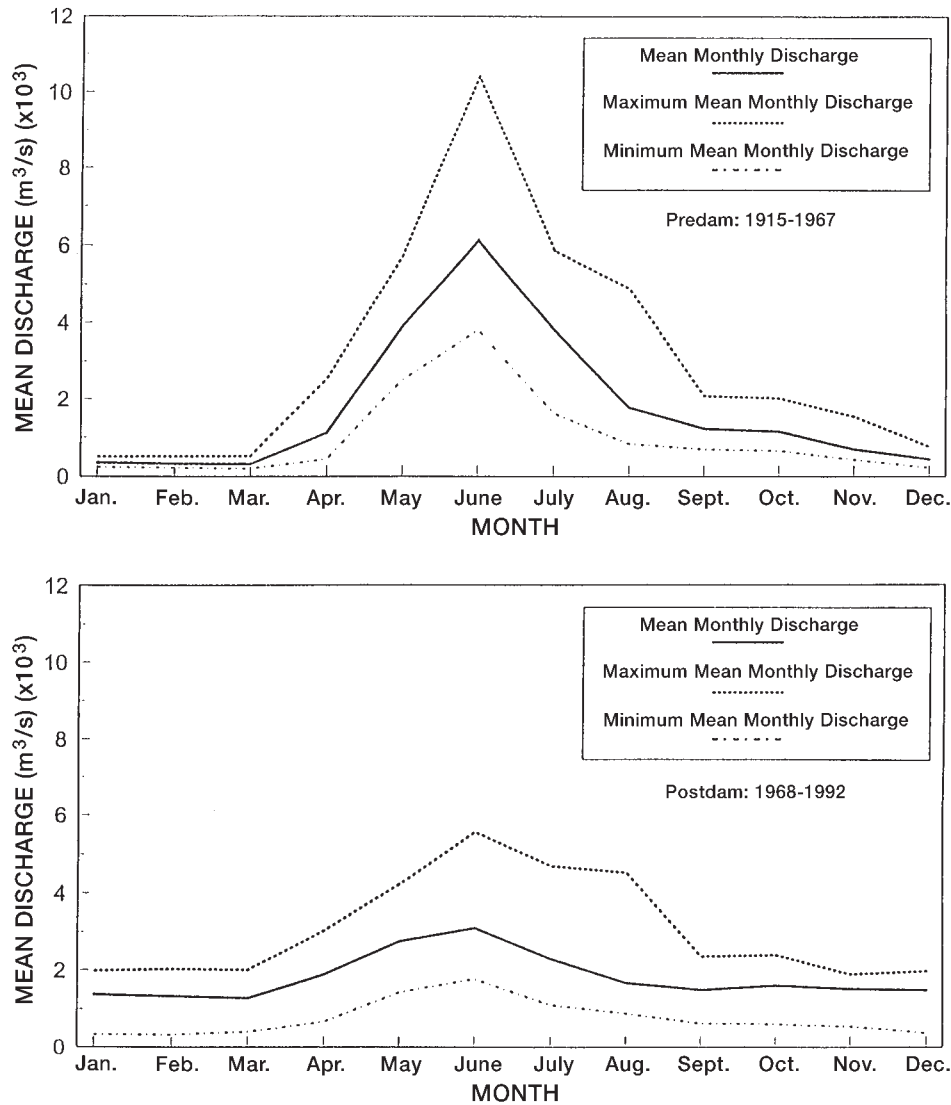 12
10
8
6
4
2
0
MEAN DISCHARGE (m³/s) (x10³)
Mean Monthly Discharge
Maximum Mean Monthly Discharge
Minimum Mean Monthly Discharge
Predam: 1915-1967
Jan. Feb. Mar. Apr. May June July Aug. Sept. Oct. Nov. Dec.
MONTH
12
10
8
6
4
2
0
MEAN DISCHARGE (m³/s) (x10³)
Mean Monthly Discharge
Maximum Mean Monthly Discharge
Minimum Mean Monthly Discharge
Postdam: 1968-1992
Jan. Feb. Mar. Apr. May June July Aug. Sept. Oct. Nov. Dec.
MONTH